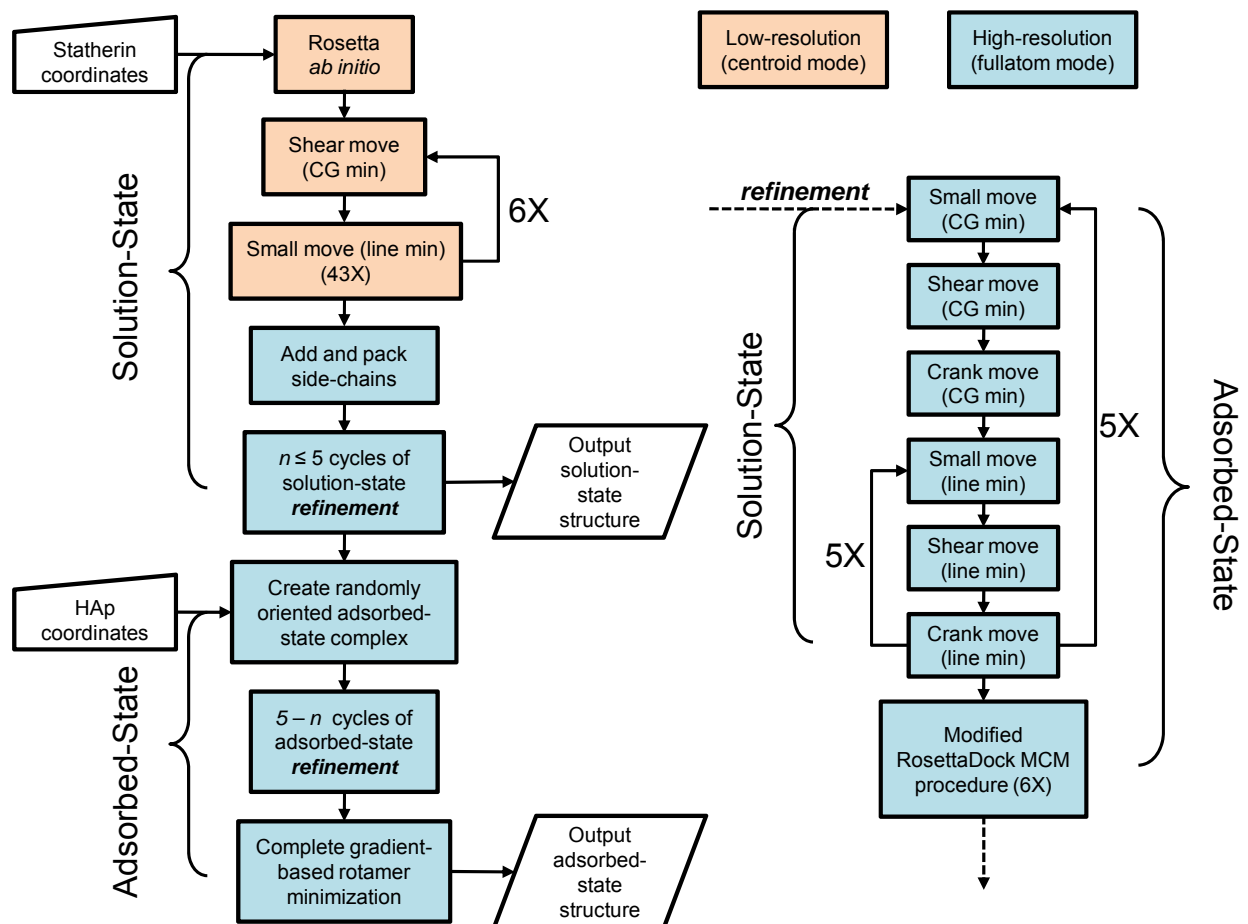 Statherin
coordinates
Rosetta
ab initio
Shear move
(CG min)
6X
Small move (line min)
(43X)
Add and pack
side-chains
n ≤ 5 cycles of
solution-state
refinement
Output
solution-
state
structure
Solution-State
HAp
coordinates
Create randomly
oriented adsorbed-
state complex
5 – n cycles of
adsorbed-state
refinement
Complete gradient-
based rotamer
minimization
Output
adsorbed-
state
structure
Adsorbed-State
Low-resolution
(centroid mode)
High-resolution
(fullatom mode)
refinement
Small move
(CG min)
Shear move
(CG min)
Crank move
(CG min)
Small move
(line min)
Shear move
(line min)
Crank move
(line min)
5X
5X
Solution-State
Adsorbed-State
Modified
RosettaDock MCM
procedure (6X)